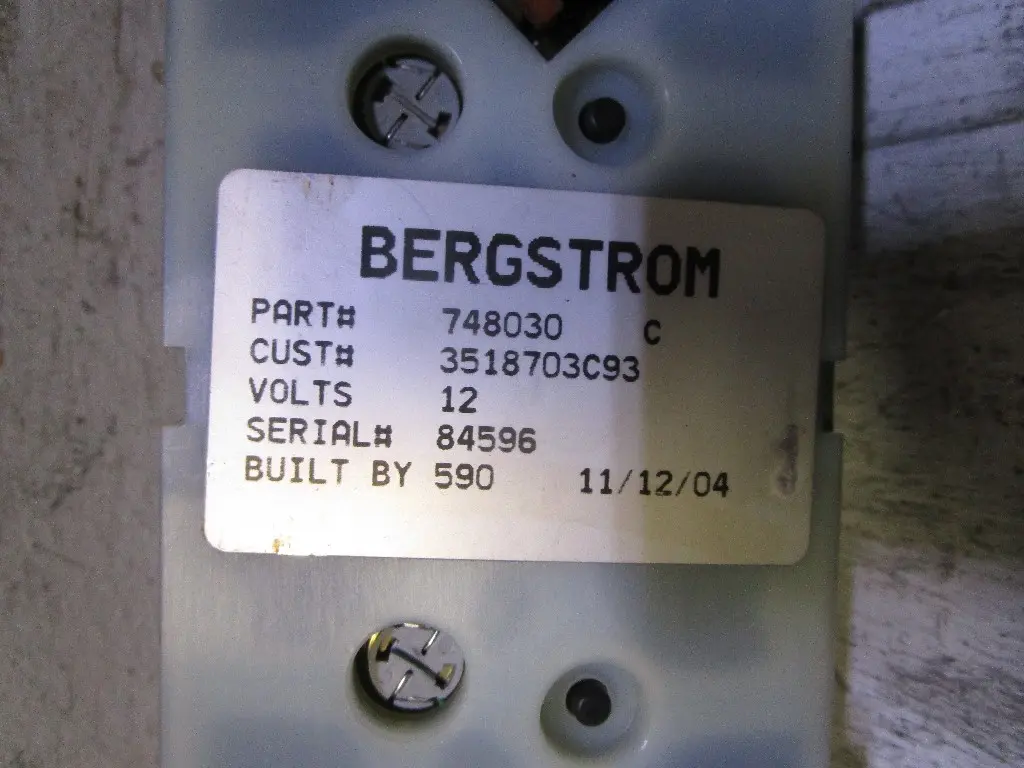 BERGSTROM
PART# 748030 C
CUST# 3518703C93
VOLTS 12
SERIAL# 84596
BUILT BY 590 11/12/04